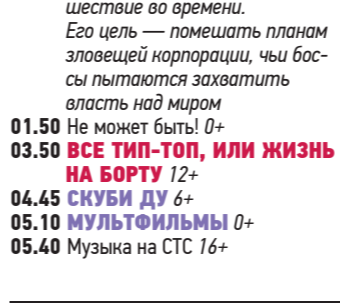 шествие во времени.
Его цель — помешать планам
зловещей корпорации, чьи бос-
сы пытаются захватить
власть над миром
01.50 Не может быть! 0+
03.50 ВСЕ ТИП-ТОП, ИЛИ ЖИЗНЬ
НА БОРТУ 12+
04.45 СКУБИ ДУ 6+
05.10 МУЛЬТФИЛЬМЫ 0+
05.40 Музыка на СТС 16+